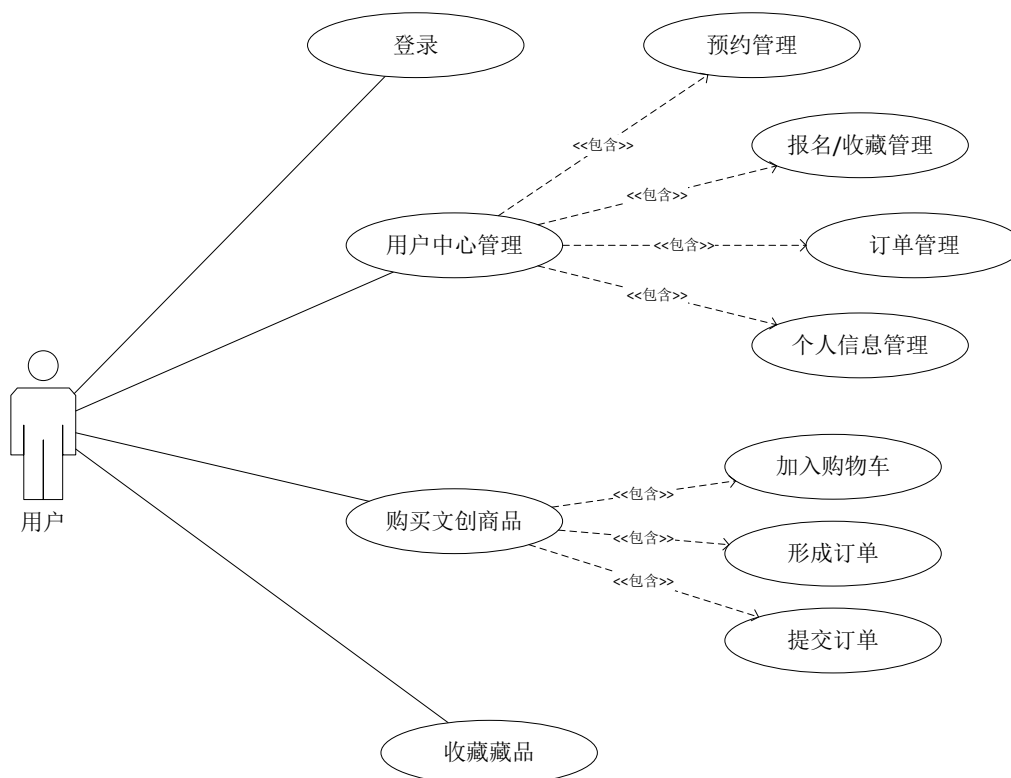 登录
预约管理
<<包含>>
报名/收藏管理
<<包含>>
用户中心管理
<<包含>>
订单管理
<<包含>>
个人信息管理
用户
加入购物车
<<包含>>
购买文创商品
<<包含>>
形成订单
<<包含>>
提交订单
收藏藏品